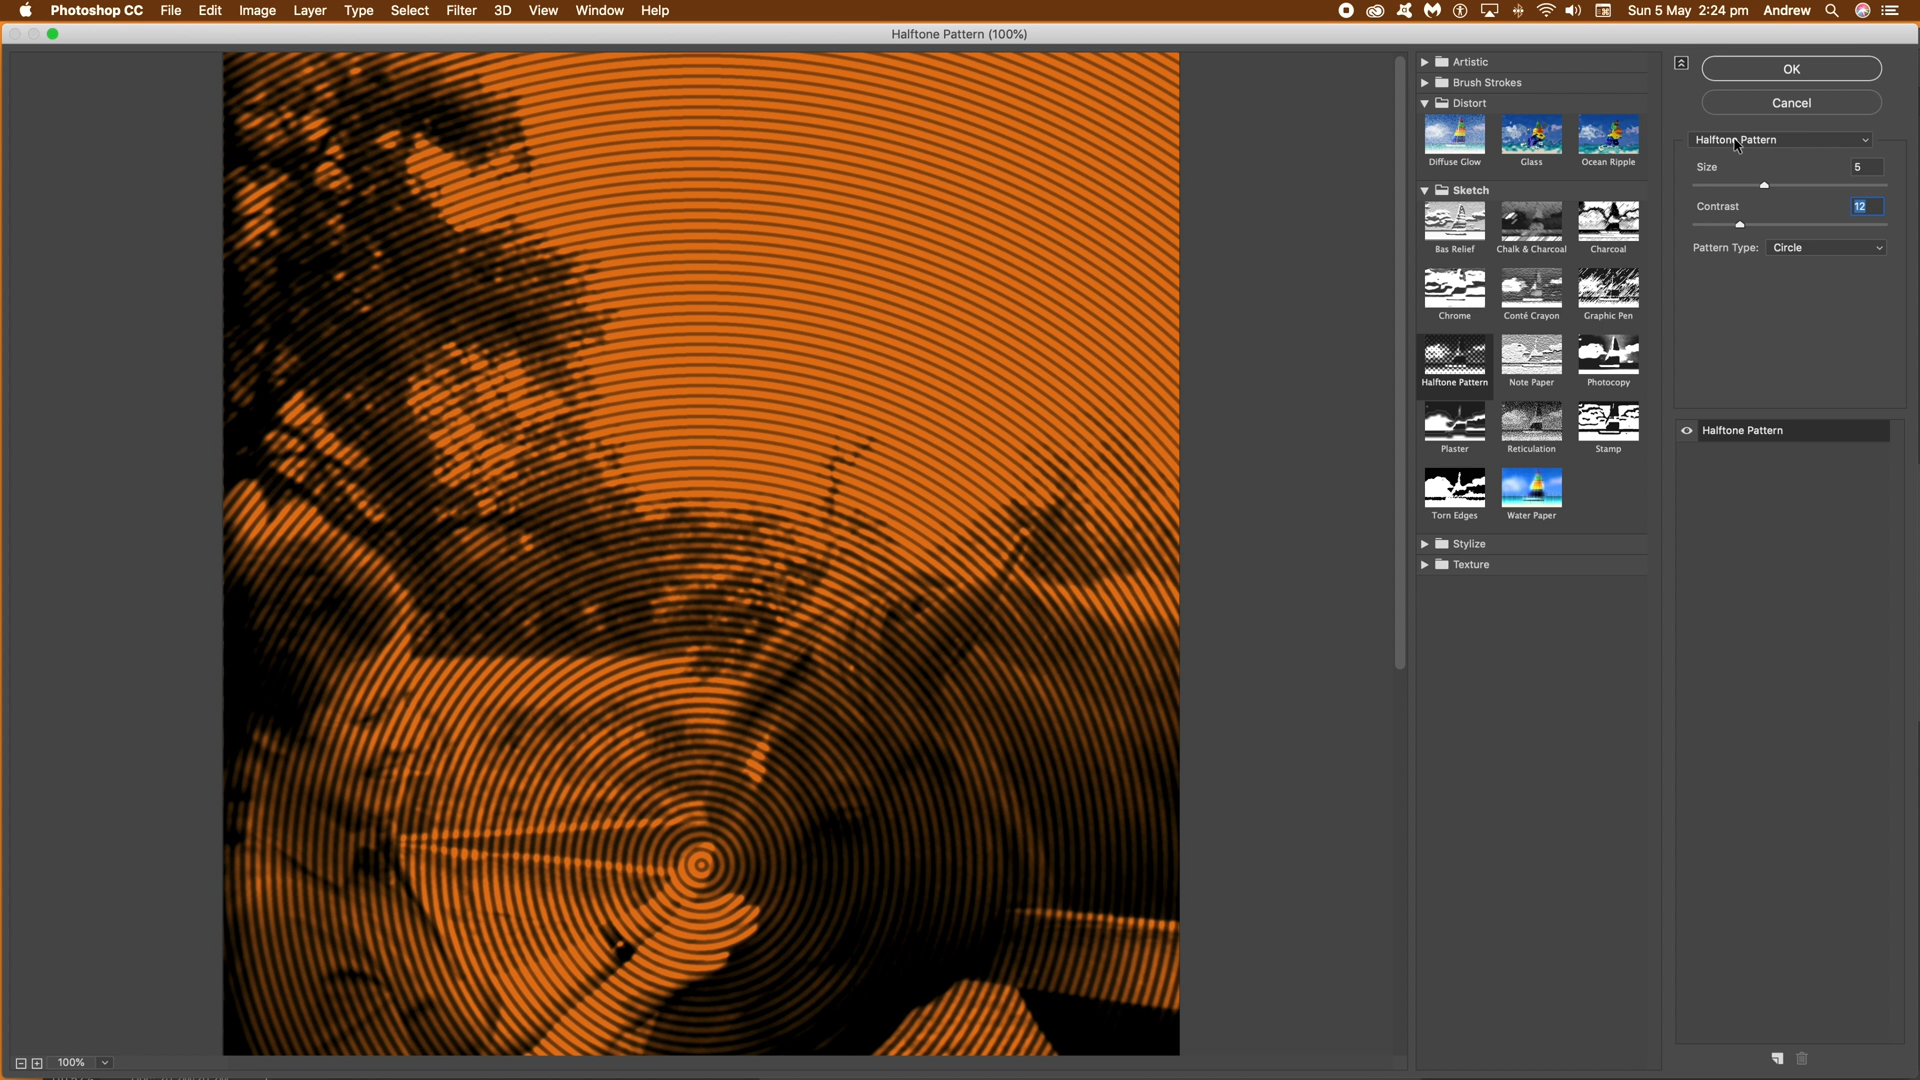 Photoshop CC File Edit Image Layer Type Select Filter 3D View Window Help Sun 5 May 2:24 pm Andrew
Halftone Pattern (100%)
Artistic
Brush Strokes
Distort
Diffuse Glow Glass Ocean Ripple
Sketch
Bas Relief Chalk & Charcoal Charcoal
Chrome Conté Crayon Graphic Pen
Halftone Pattern Note Paper Photocopy
Plaster Reticulation Stamp
Torn Edges Water Paper
Stylize
Texture
OK
Cancel
Halftone Pattern
Size 5
Contrast 12
Pattern Type: Circle
Halftone Pattern
100%